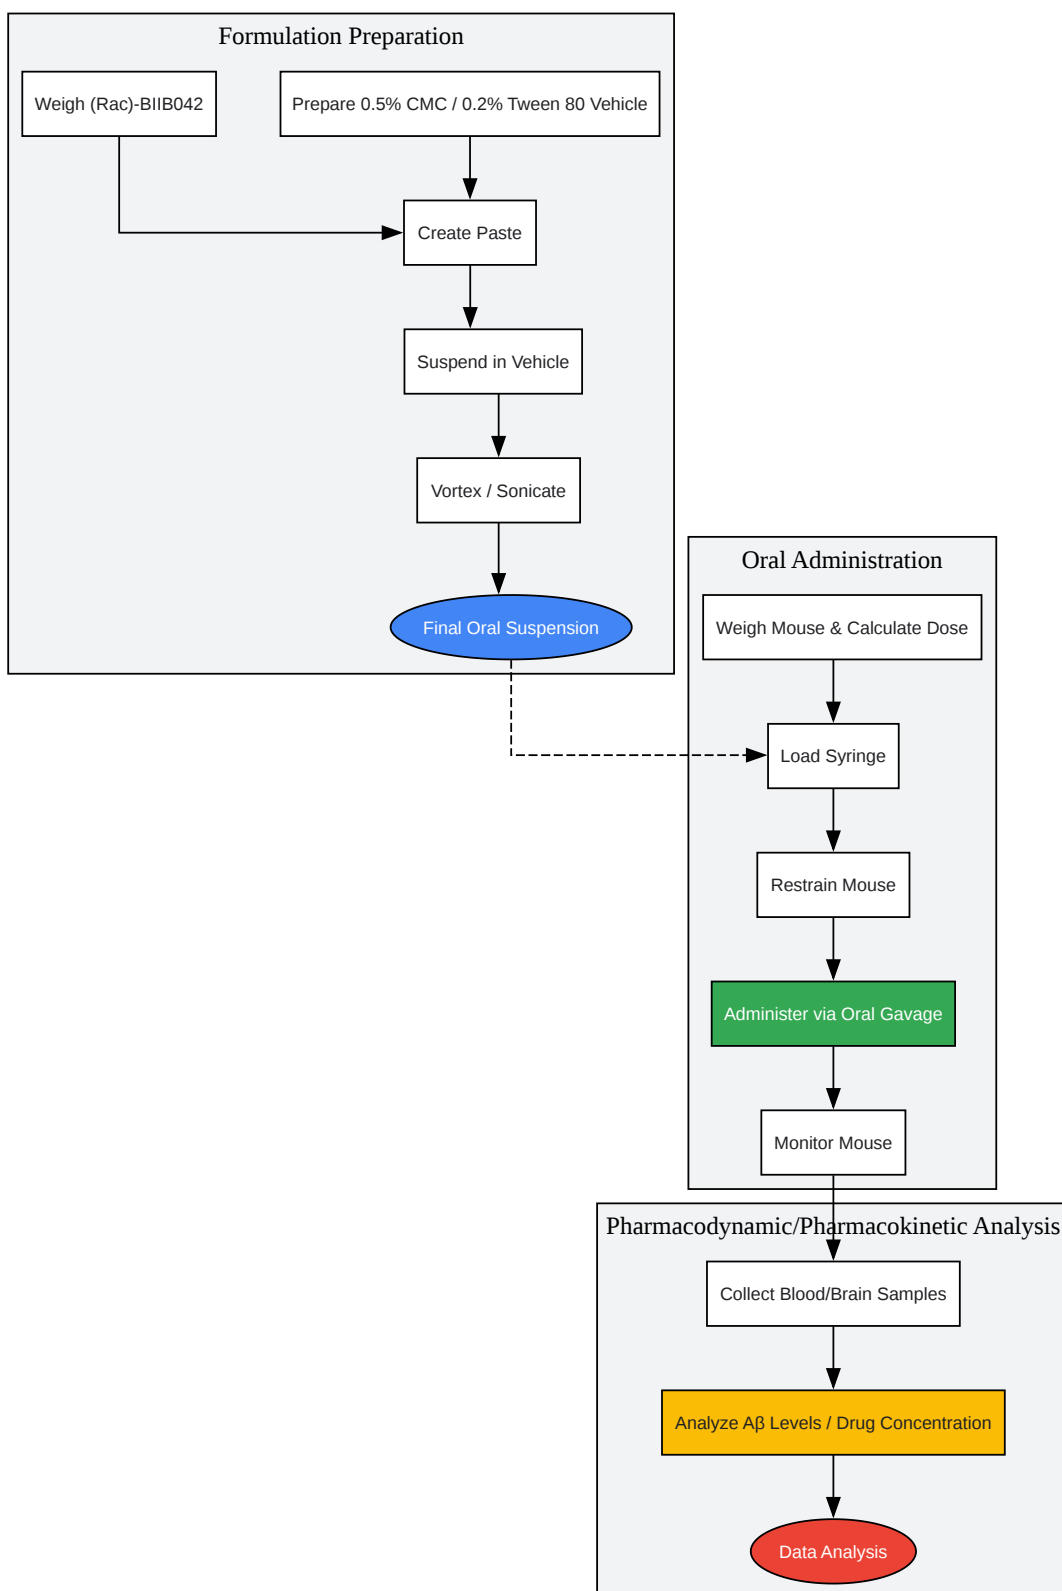 Formulation Preparation
Weigh (Rac)-BIIB042
Prepare 0.5% CMC / 0.2% Tween 80 Vehicle
Create Paste
Suspend in Vehicle
Vortex / Sonicate
Final Oral Suspension
Oral Administration
Weigh Mouse & Calculate Dose
Load Syringe
Restrain Mouse
Administer via Oral Gavage
Monitor Mouse
Pharmacodynamic/Pharmacokinetic Analysis
Collect Blood/Brain Samples
Analyze Aβ Levels / Drug Concentration
Data Analysis